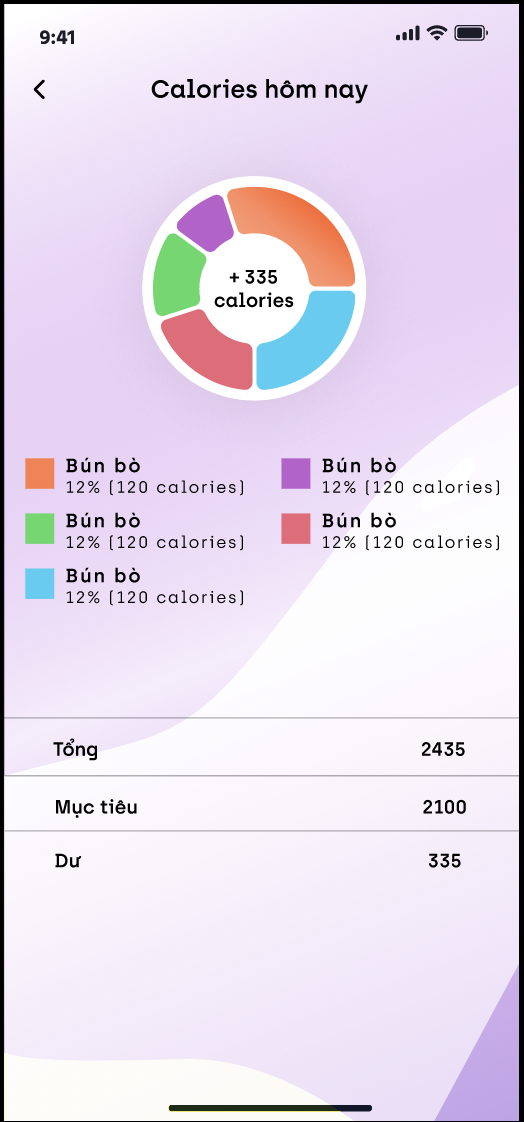 9:41
Calories hôm nay
+ 335
calories
Bún bò
12% (120 calories)
Bún bò
12% (120 calories)
Bún bò
12% (120 calories)
Bún bò
12% (120 calories)
Bún bò
12% (120 calories)
Tổng 2435
Mục tiêu 2100
Dư 335